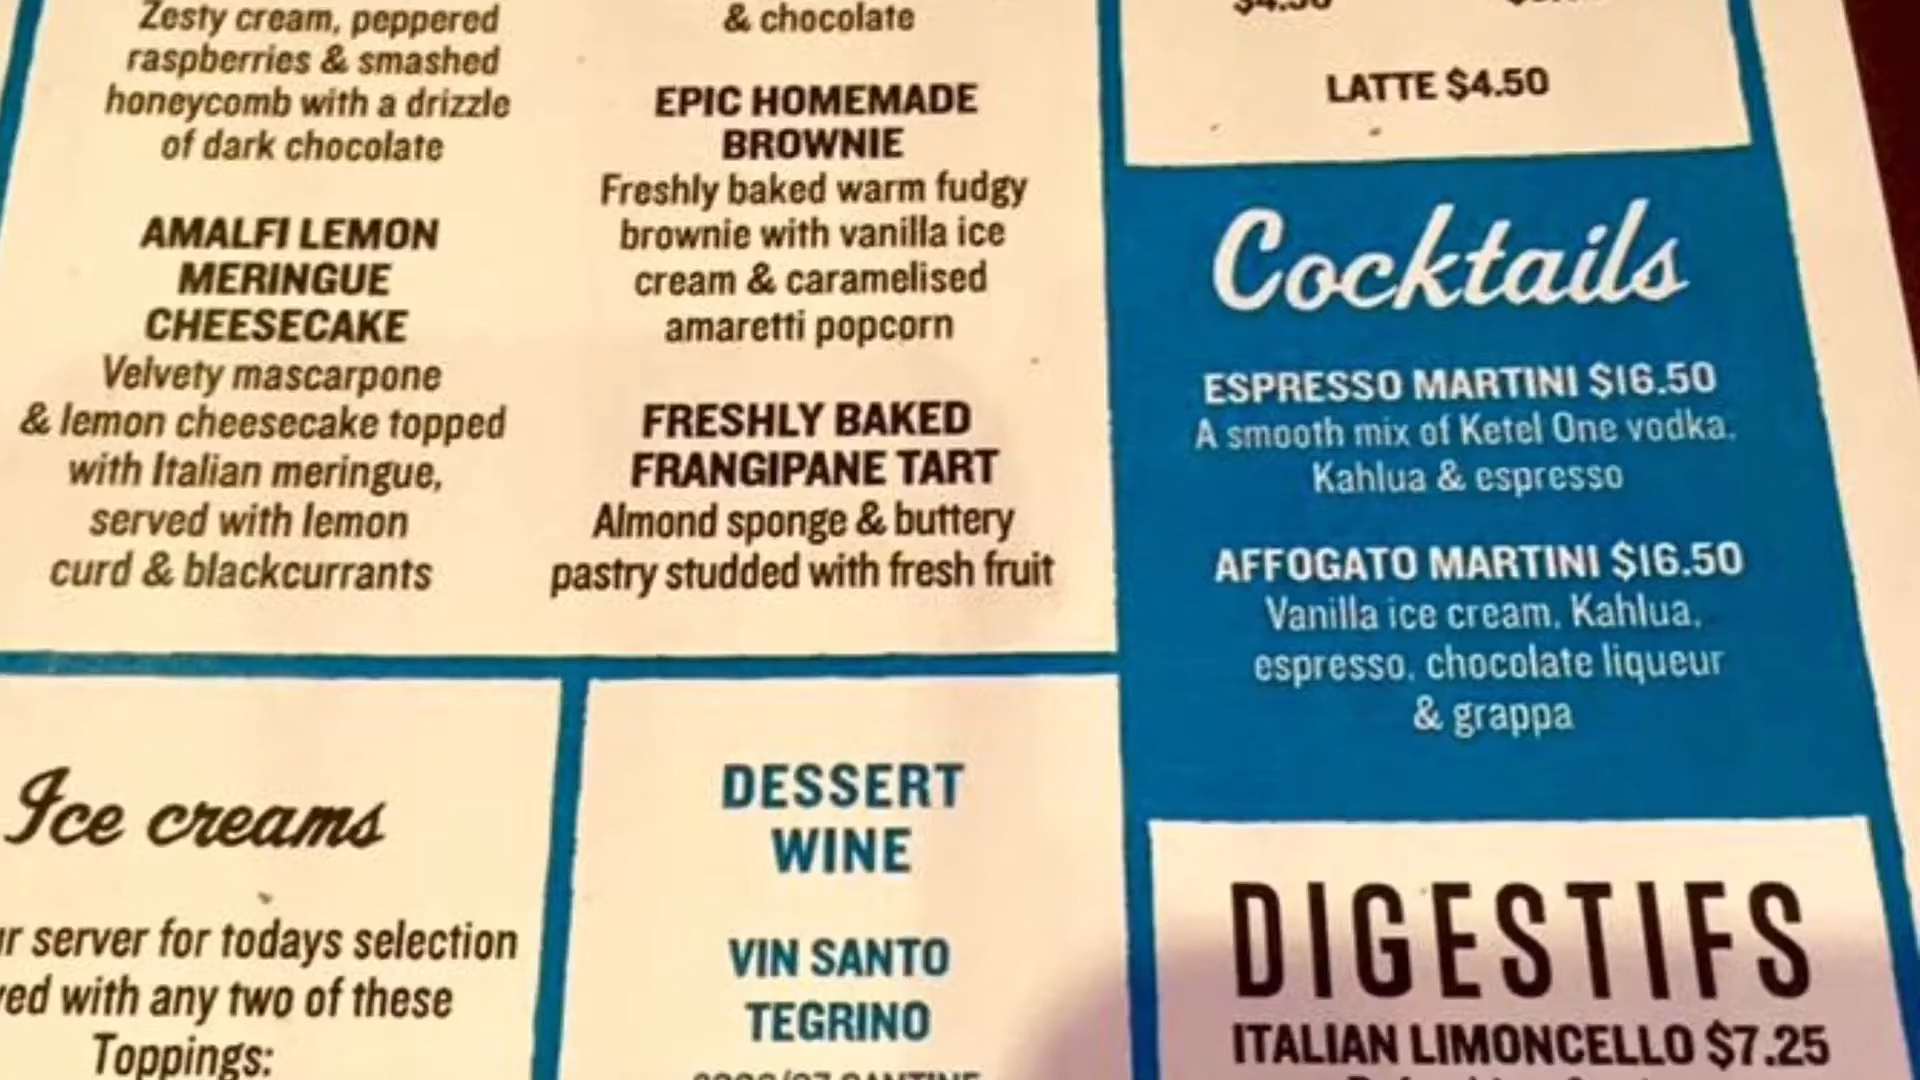 Zesty cream, peppered
raspberries & smashed
honeycomb with a drizzle
of dark chocolate
AMALFI LEMON
MERINGUE
CHEESECAKE
Velvety mascarpone
& lemon cheesecake topped
with Italian meringue,
served with lemon
curd & blackcurrants
& chocolate
EPIC HOMEMADE
BROWNIE
Freshly baked warm fudgy
brownie with vanilla ice
cream & caramelised
amaretti popcorn
FRESHLY BAKED
FRANGIPANE TART
Almond sponge & buttery
pastry studded with fresh fruit
$4.50
LATTE $4.50
Cocktails
ESPRESSO MARTINI $16.50
A smooth mix of Ketel One vodka,
Kahlua & espresso
AFFOGATO MARTINI $16.50
Vanilla ice cream, Kahlua,
espresso, chocolate liqueur
& grappa
Ice creams
server for todays selection
with any two of these
Toppings:
DESSERT
WINE
VIN SANTO
TEGRINO
DIGESTIFS
ITALIAN LIMONCELLO $7.25